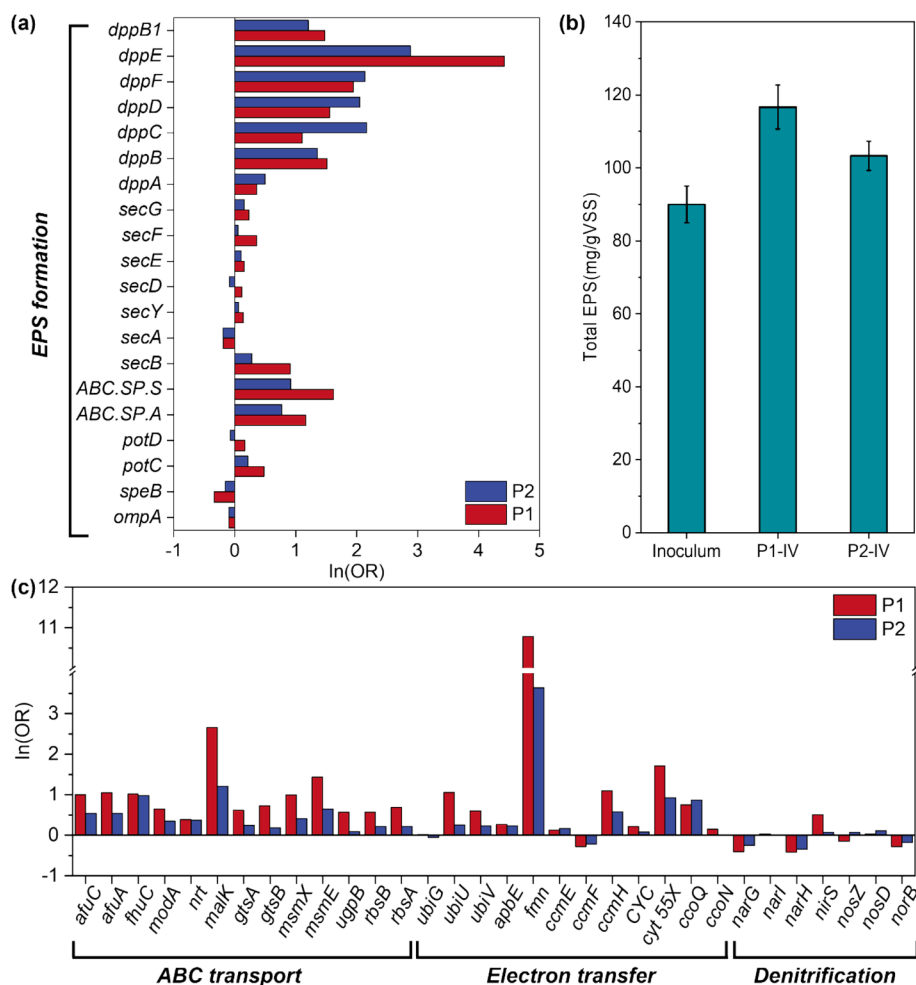 (a)
EPS formation
dppB1
dppE
dppF
dppD
dppC
dppB
dppA
secG
secF
secE
secD
secY
secA
secB
ABC.SP.S
ABC.SP.A
potD
potC
speB
ompA
P2
P1
-1 0 1 2 3 4 5
ln(OR)
(b)
Total EPS(mg/gVSS)
140
120
100
80
60
40
20
0
Inoculum P1-IV P2-IV
(c)
ln(OR)
12
11
3
2
1
0
-1
P1
P2
afuC afuA fhuC modA nrt malK gtsA gtsB msmX msmE ugpB rbsB rbsA ubiG ubiU ubiV apbE fmn ccmE ccmF ccmH CYC cyt 55X ccoQ ccoN narG narI narH nirS nosZ nosD norB
ABC transport Electron transfer Denitrification